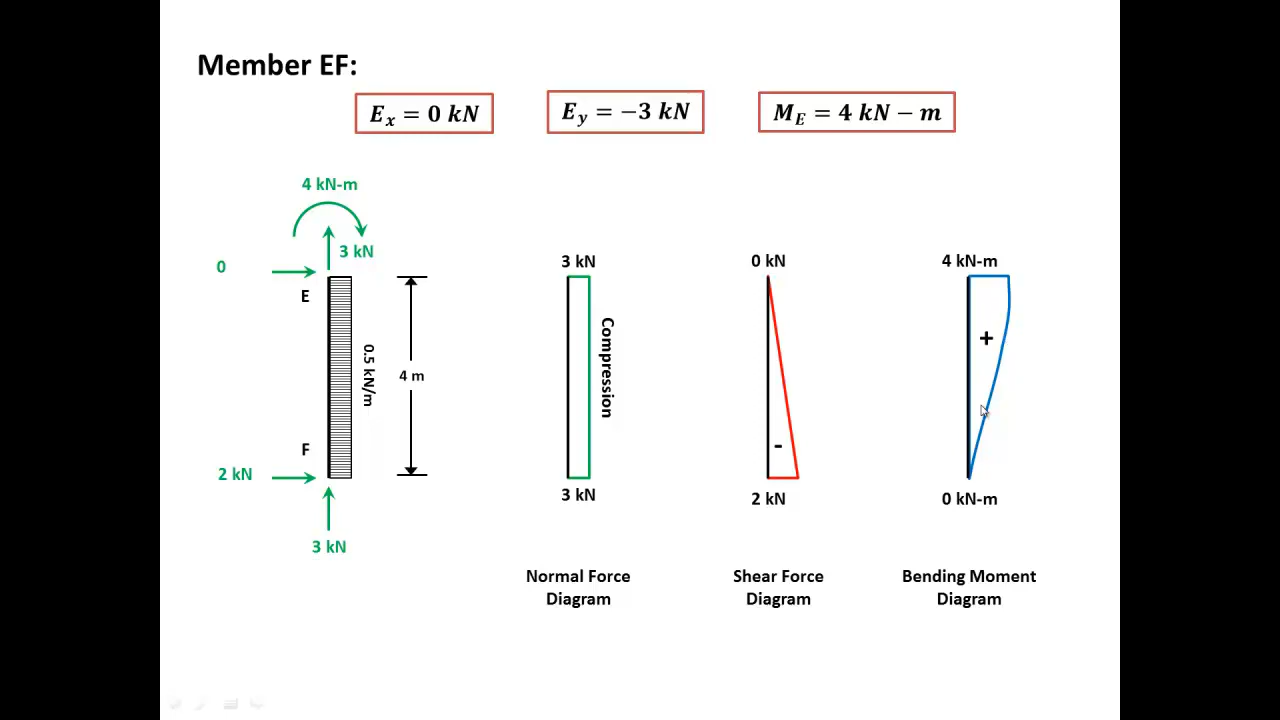 Member EF:
E_x = 0 kN
E_y = −3 kN
M_E = 4 kN − m
4 kN-m
3 kN
0
E
0.5 kN/m
4 m
F
2 kN
3 kN
3 kN
Compression
3 kN
Normal Force
Diagram
0 kN
-
2 kN
Shear Force
Diagram
4 kN-m
+
0 kN-m
Bending Moment
Diagram